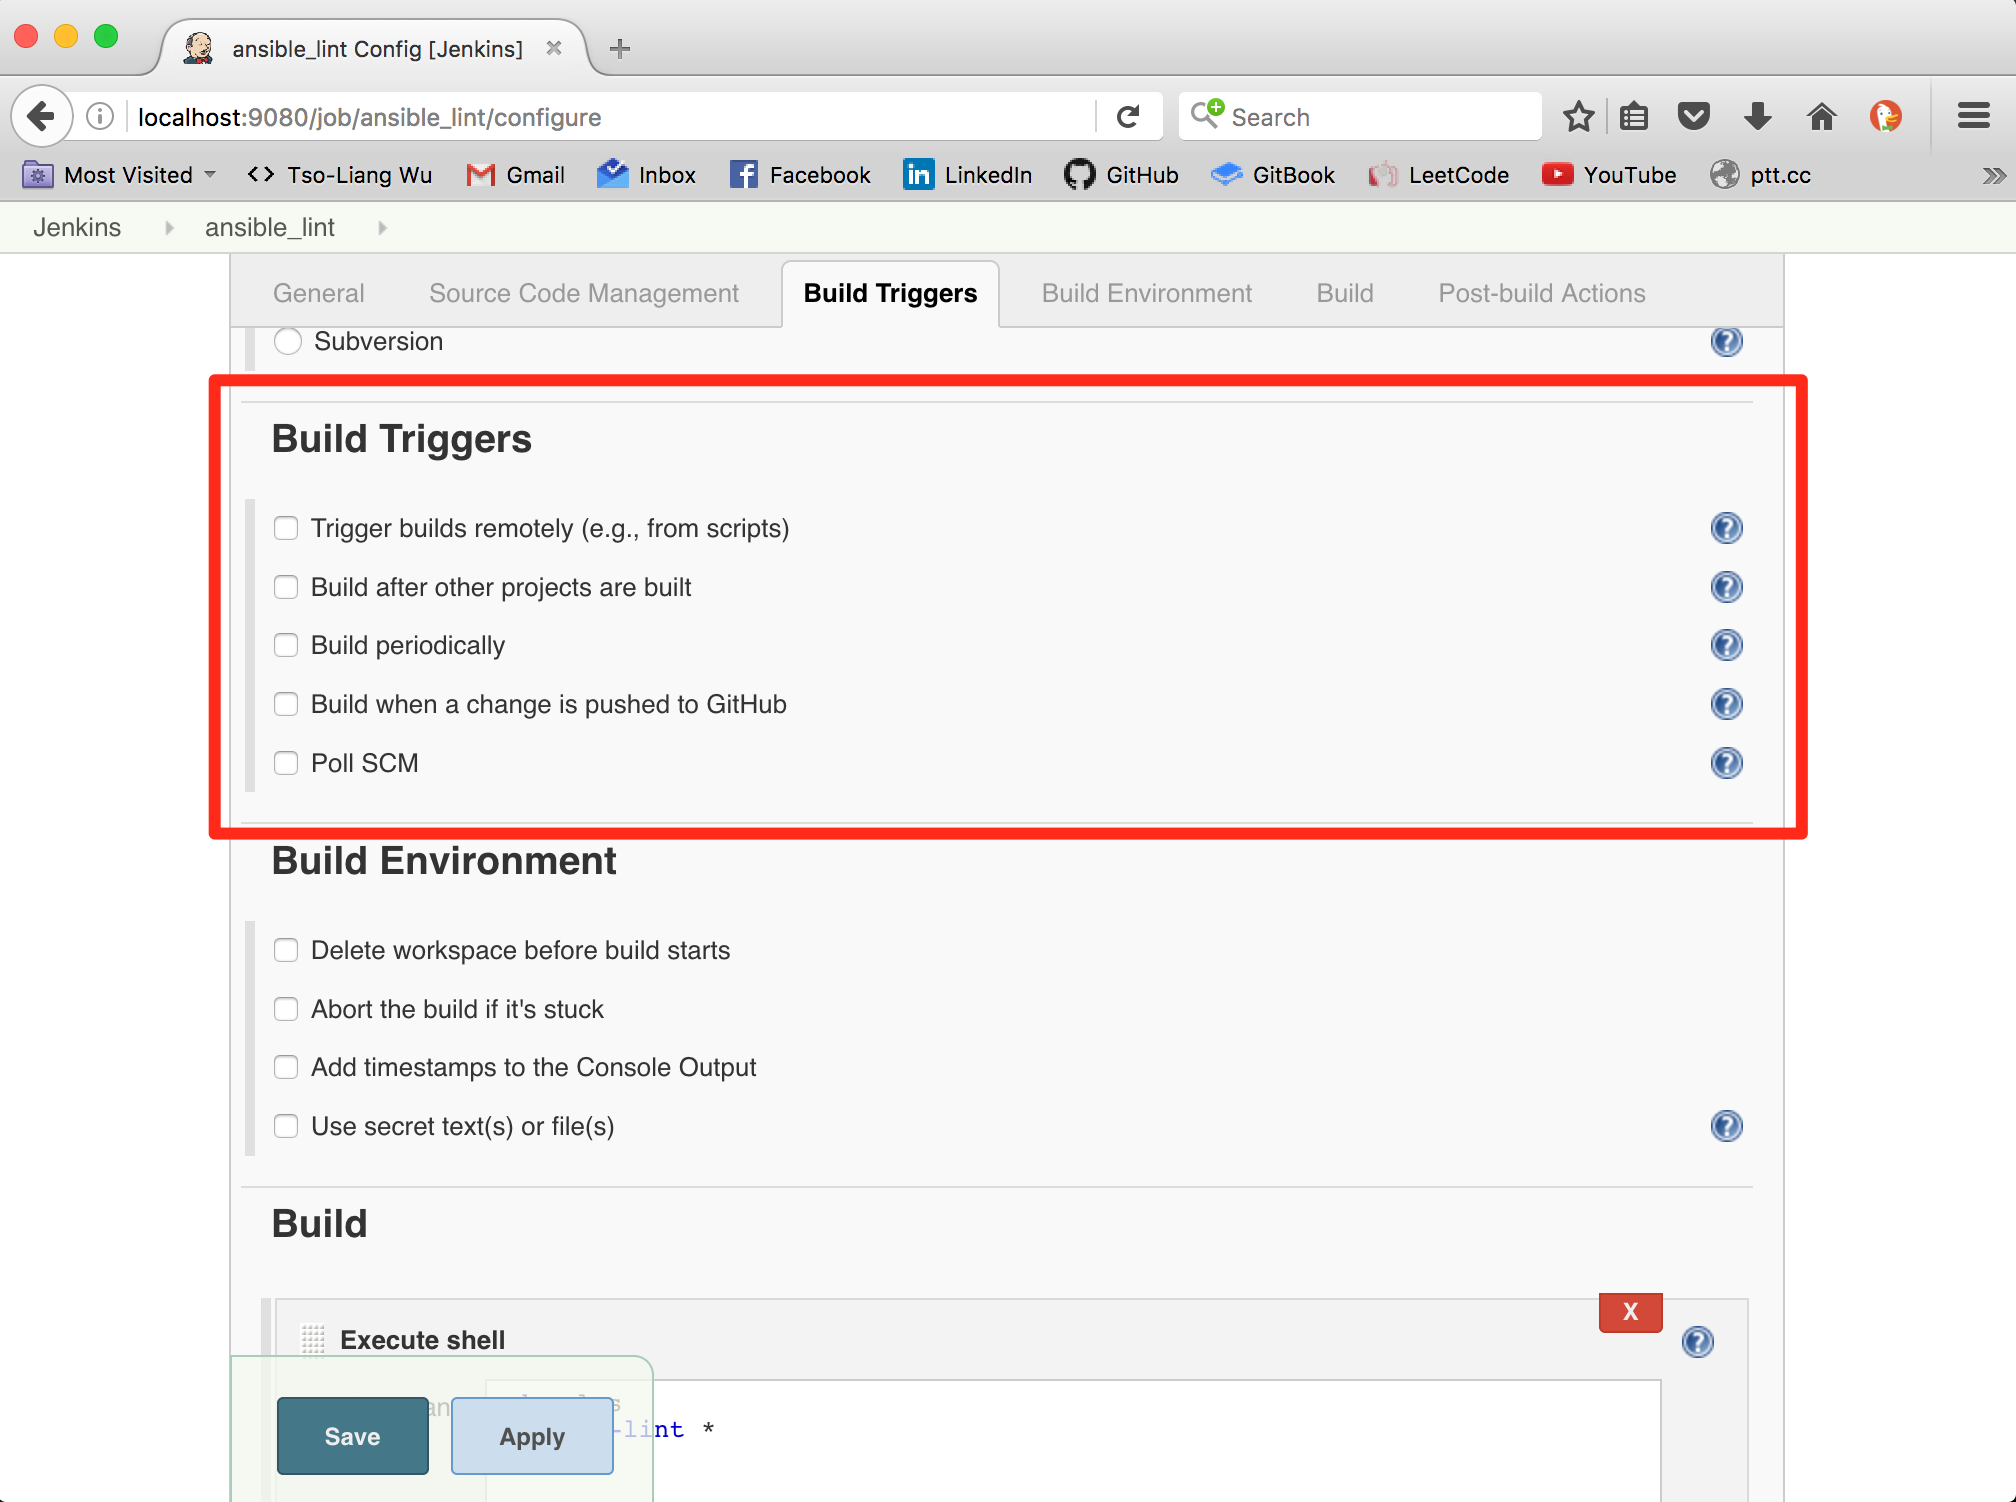 ansible_lint Config [Jenkins]
localhost:9080/job/ansible_lint/configure
Search
Most Visited
Tso-Liang Wu
Gmail
Inbox
Facebook
LinkedIn
GitHub
GitBook
LeetCode
YouTube
ptt.cc
Jenkins
ansible_lint
General
Source Code Management
Build Triggers
Build Environment
Build
Post-build Actions
Subversion
Build Triggers
Trigger builds remotely (e.g., from scripts)
Build after other projects are built
Build periodically
Build when a change is pushed to GitHub
Poll SCM
Build Environment
Delete workspace before build starts
Abort the build if it's stuck
Add timestamps to the Console Output
Use secret text(s) or file(s)
Build
X
Execute shell
-lint *
Save
Apply